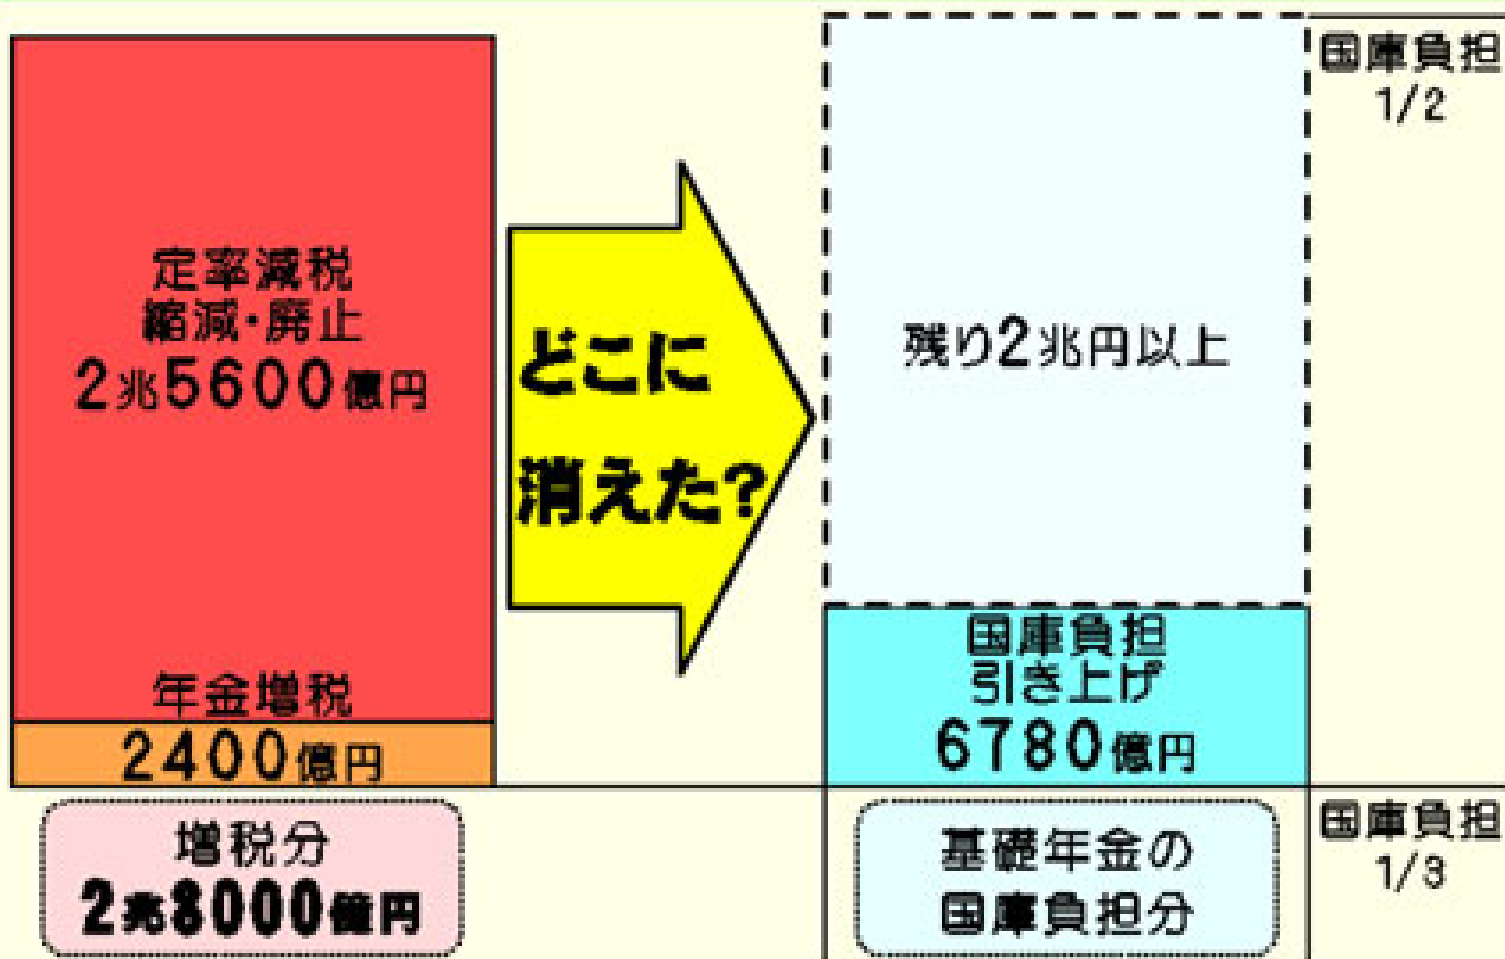 定率減税
縮減・廃止
2兆5600億円
年金増税
2400億円
増税分
2兆8000億円
どこに
消えた?
残り2兆円以上
国庫負担
引き上げ
6780億円
基礎年金の
国庫負担分
国庫負担
1/2
国庫負担
1/3